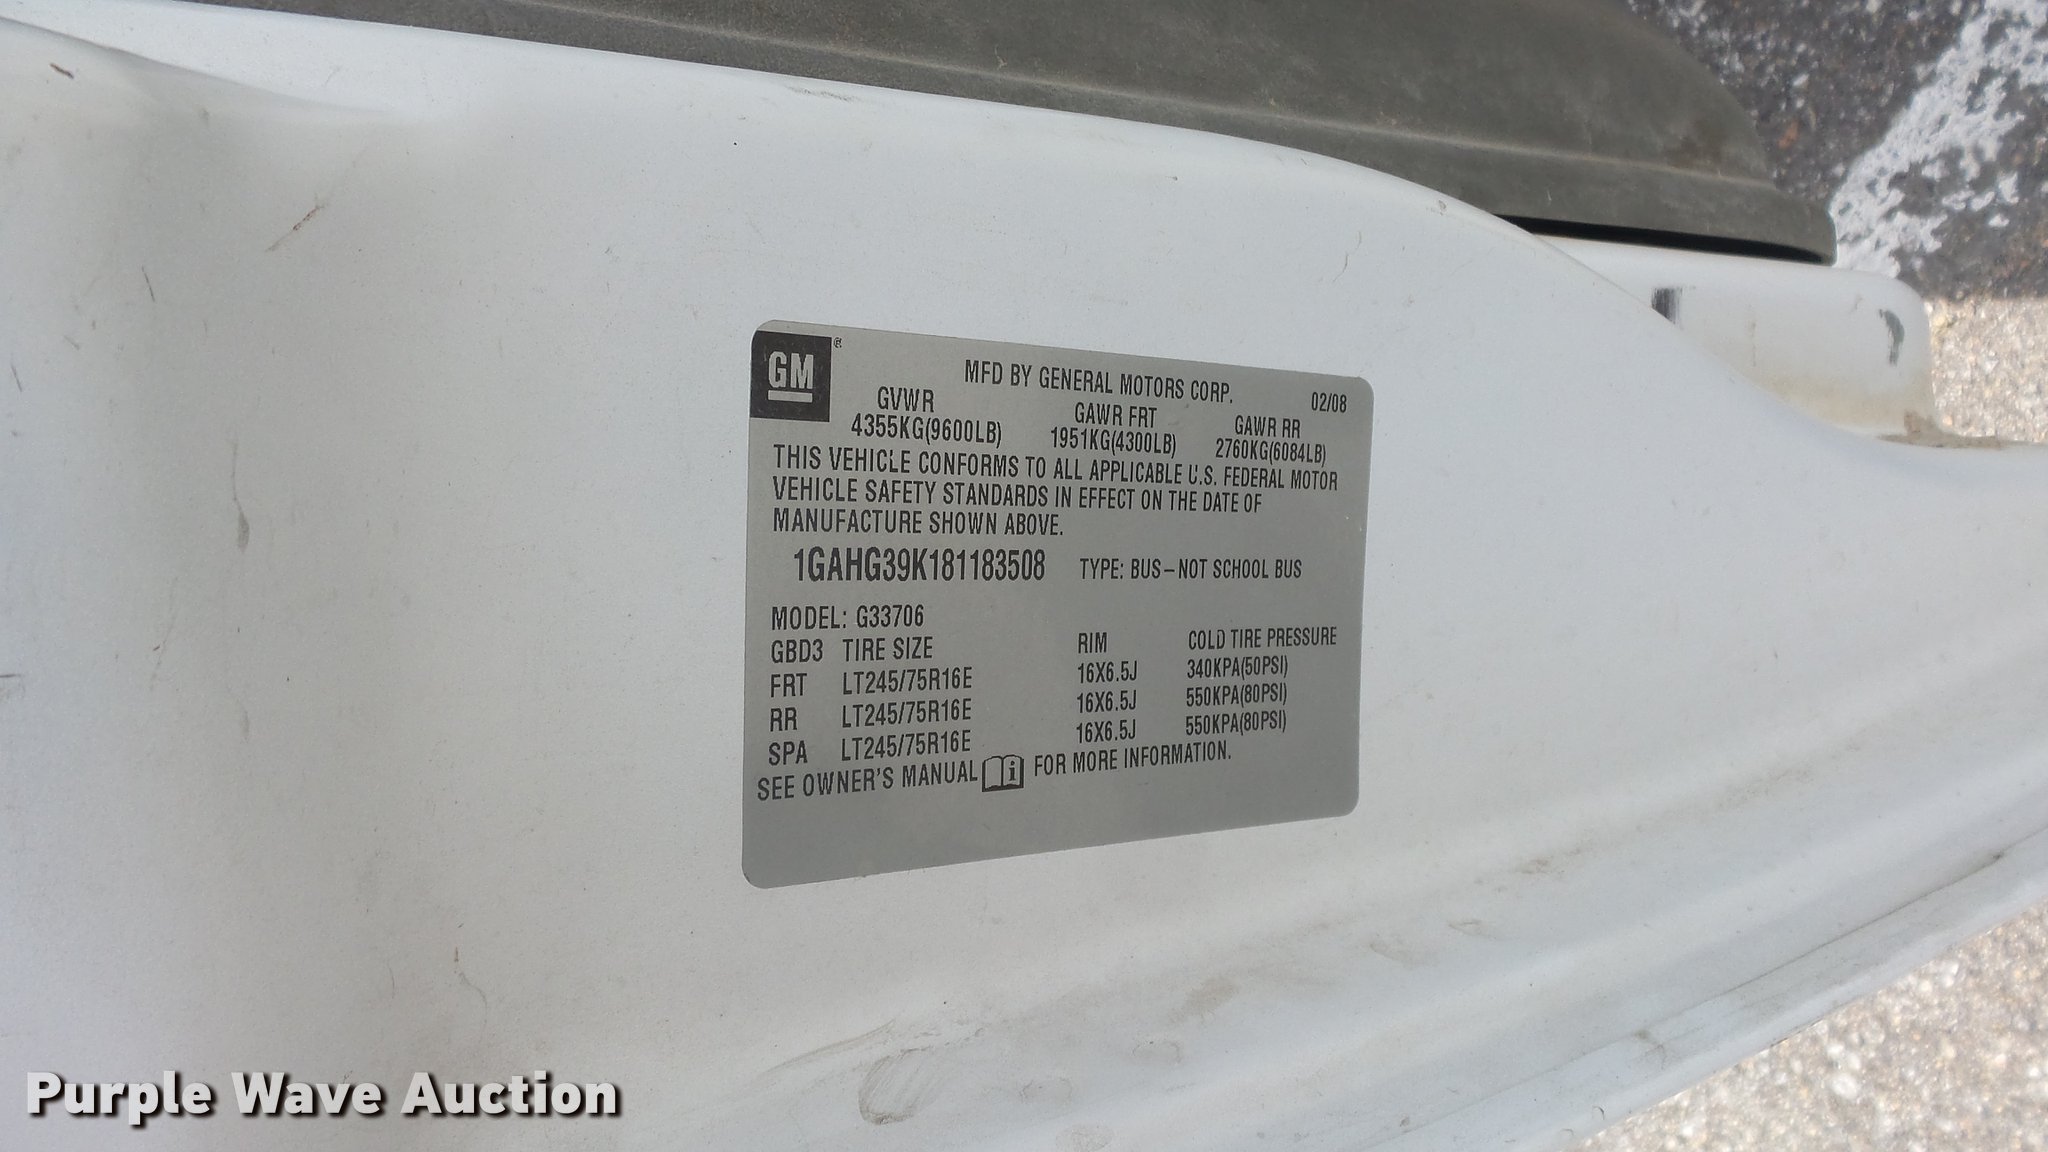 GM
MFD BY GENERAL MOTORS CORP. 02/08
GVWR GAWR FRT GAWR RR
4355KG(9600LB) 1951KG(4300LB) 2760KG(6084LB)
THIS VEHICLE CONFORMS TO ALL APPLICABLE U.S. FEDERAL MOTOR
VEHICLE SAFETY STANDARDS IN EFFECT ON THE DATE OF
MANUFACTURE SHOWN ABOVE.
1GAHG39K181183508 TYPE: BUS–NOT SCHOOL BUS
MODEL: G33706
GBD3 TIRE SIZE RIM COLD TIRE PRESSURE
FRT LT245/75R16E 16X6.5J 340KPA(50PSI)
RR LT245/75R16E 16X6.5J 550KPA(80PSI)
SPA LT245/75R16E 16X6.5J 550KPA(80PSI)
SEE OWNER'S MANUAL FOR MORE INFORMATION.
Purple Wave Auction